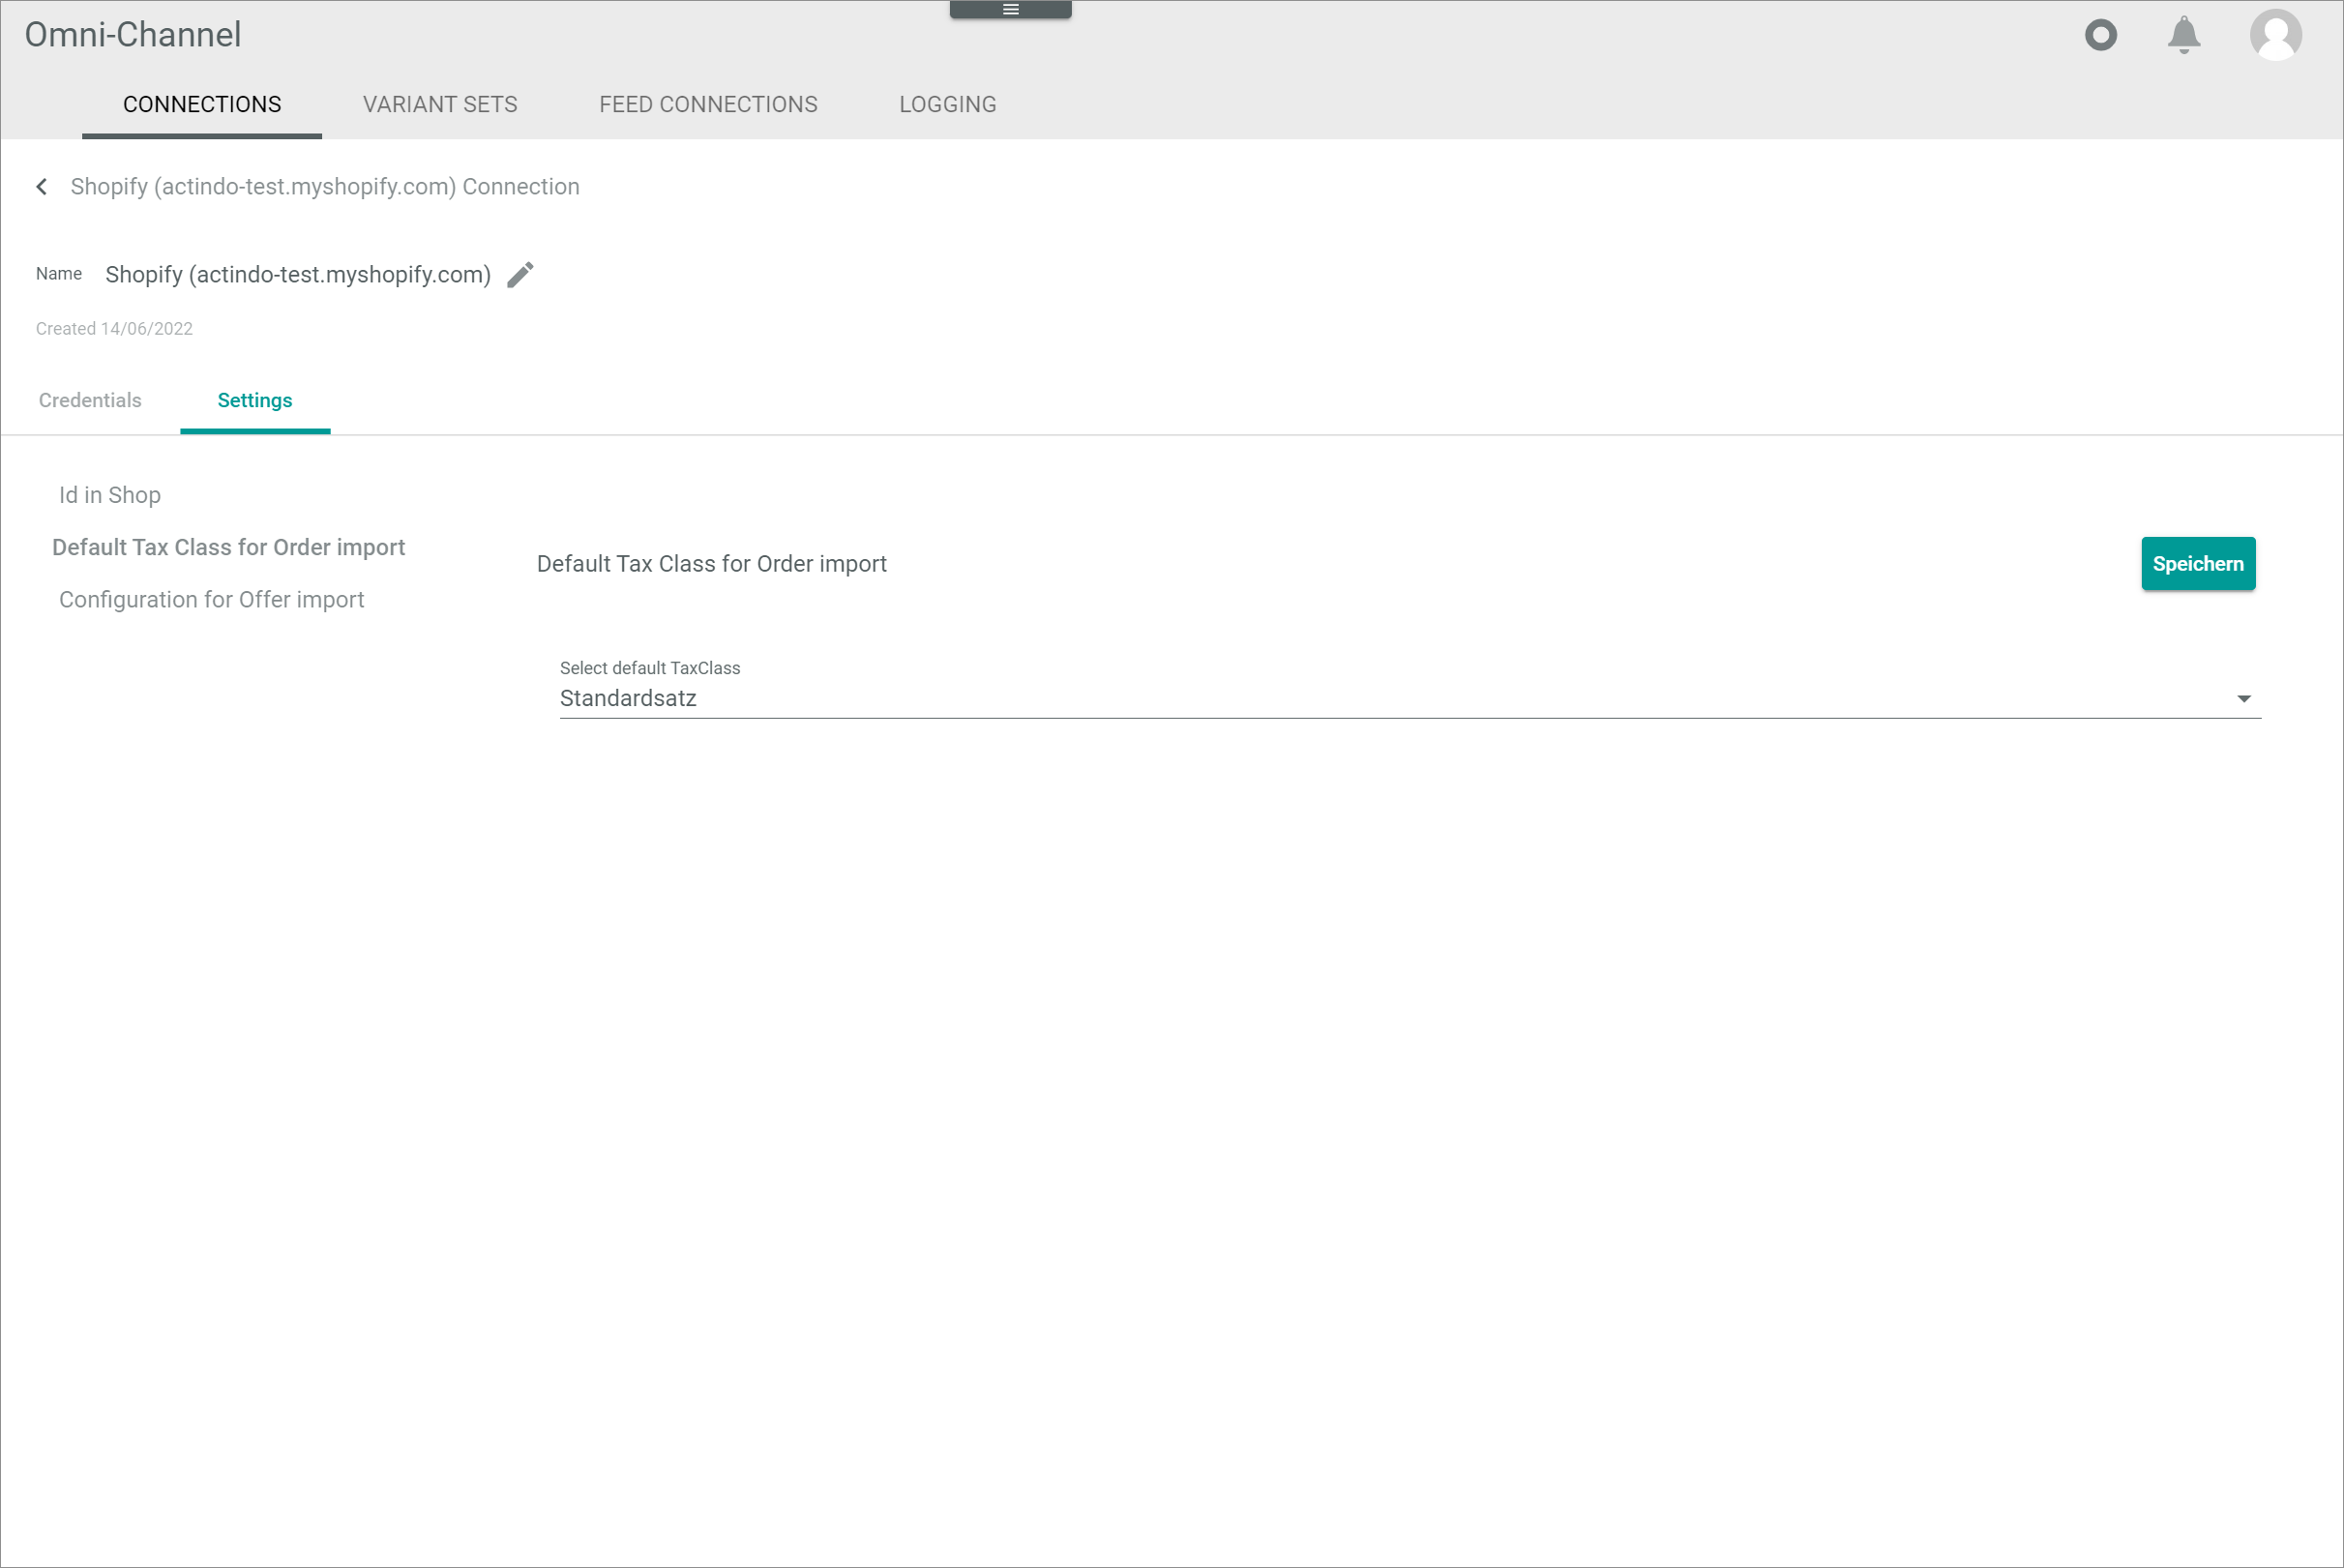 Omni-Channel
CONNECTIONS VARIANT SETS FEED CONNECTIONS LOGGING
Shopify (actindo-test.myshopify.com) Connection
Name Shopify (actindo-test.myshopify.com)
Created 14/06/2022
Credentials Settings
Id in Shop
Default Tax Class for Order import
Configuration for Offer import
Default Tax Class for Order import
Speichern
Select default TaxClass
Standardsatz